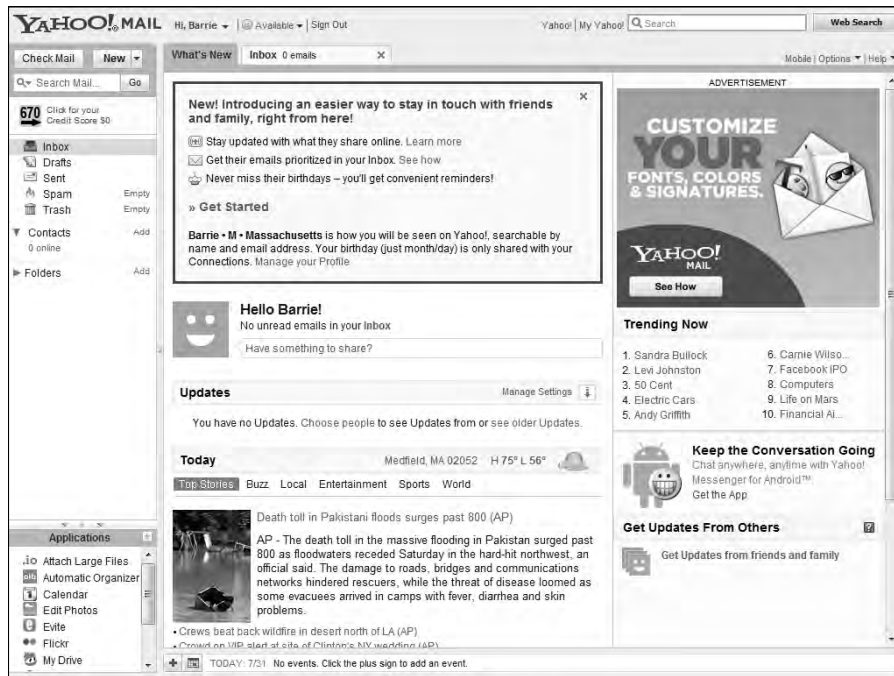 YAHOO! MAIL Hi, Barrie | Available | Sign Out Yahoo! | My Yahoo! Search Web Search
Check Mail New
What's New Inbox 0 emails X
Mobile | Options | Help
Search Mail... Go
670 Click for your
Credit Score $0
Inbox
Drafts
Sent
Spam Empty
Trash Empty
Contacts Add
0 online
Folders Add
Applications
.io Attach Large Files
Automatic Organizer
Calendar
Edit Photos
Evite
Flickr
My Drive
New! Introducing an easier way to stay in touch with friends
and family, right from here!
Stay updated with what they share online. Learn more
Get their emails prioritized in your Inbox. See how
Never miss their birthdays – you'll get convenient reminders!
» Get Started
Barrie • M • Massachusetts is how you will be seen on Yahoo!, searchable by
name and email address. Your birthday (just month/day) is only shared with your
Connections. Manage your Profile
Hello Barrie!
No unread emails in your Inbox
Have something to share?
Updates Manage Settings
You have no Updates. Choose people to see Updates from or see older Updates.
Today Medfield, MA 02052 H 75° L 56°
Top Stories Buzz Local Entertainment Sports World
Death toll in Pakistani floods surges past 800 (AP)
AP - The death toll in the massive flooding in Pakistan surged past
800 as floodwaters receded Saturday in the hard-hit northwest, an
official said. The damage to roads, bridges and communications
networks hindered rescuers, while the threat of disease loomed as
some evacuees arrived in camps with fever, diarrhea and skin
problems.
• Crews beat back wildfire in desert north of LA (AP)
• Crowd on VIP alert at site of Clinton's NY wedding (AP)
TODAY: 7/31 No events. Click the plus sign to add an event.
ADVERTISEMENT
CUSTOMIZE
YOUR
FONTS, COLORS
& SIGNATURES.
YAHOO!
MAIL
See How
Trending Now
1. Sandra Bullock
2. Levi Johnston
3. 50 Cent
4. Electric Cars
5. Andy Griffith
6. Carnie Wilso...
7. Facebook IPO
8. Computers
9. Life on Mars
10. Financial Ai...
Keep the Conversation Going
Chat anywhere, anytime with Yahoo!
Messenger for Android™
Get the App
Get Updates From Others ?
Get Updates from friends and family